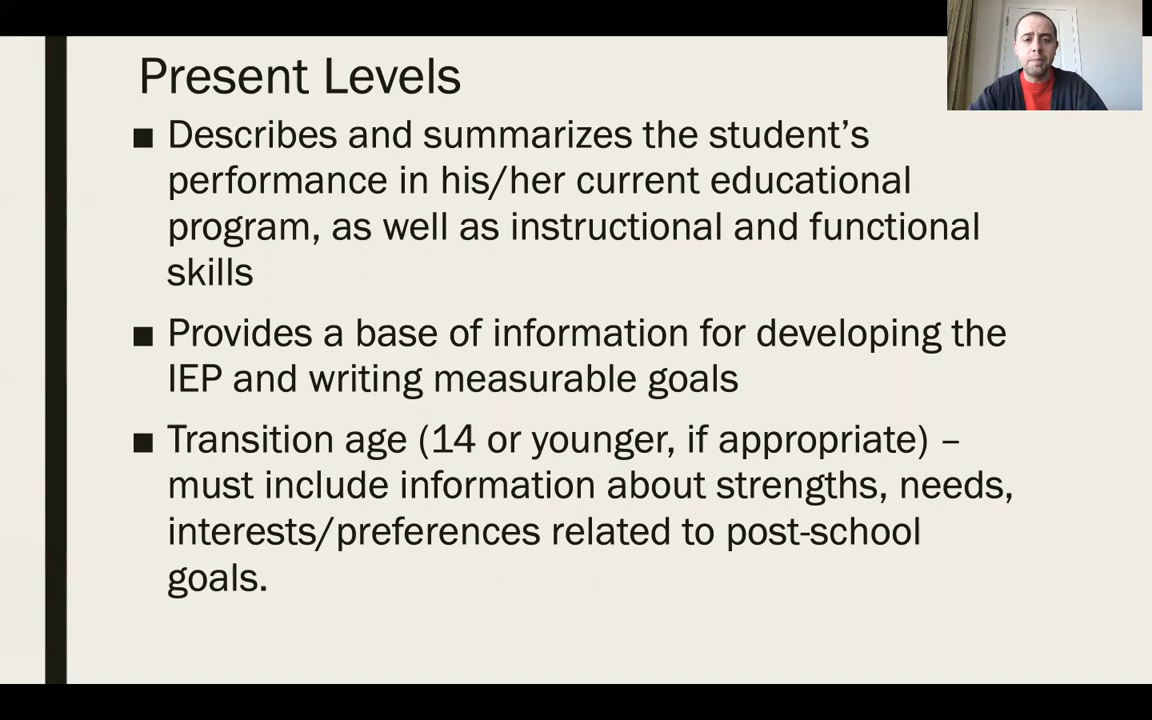 Present Levels
■ Describes and summarizes the student’s
performance in his/her current educational
program, as well as instructional and functional
skills
■ Provides a base of information for developing the
IEP and writing measurable goals
■ Transition age (14 or younger, if appropriate) –
must include information about strengths, needs,
interests/preferences related to post-school
goals.